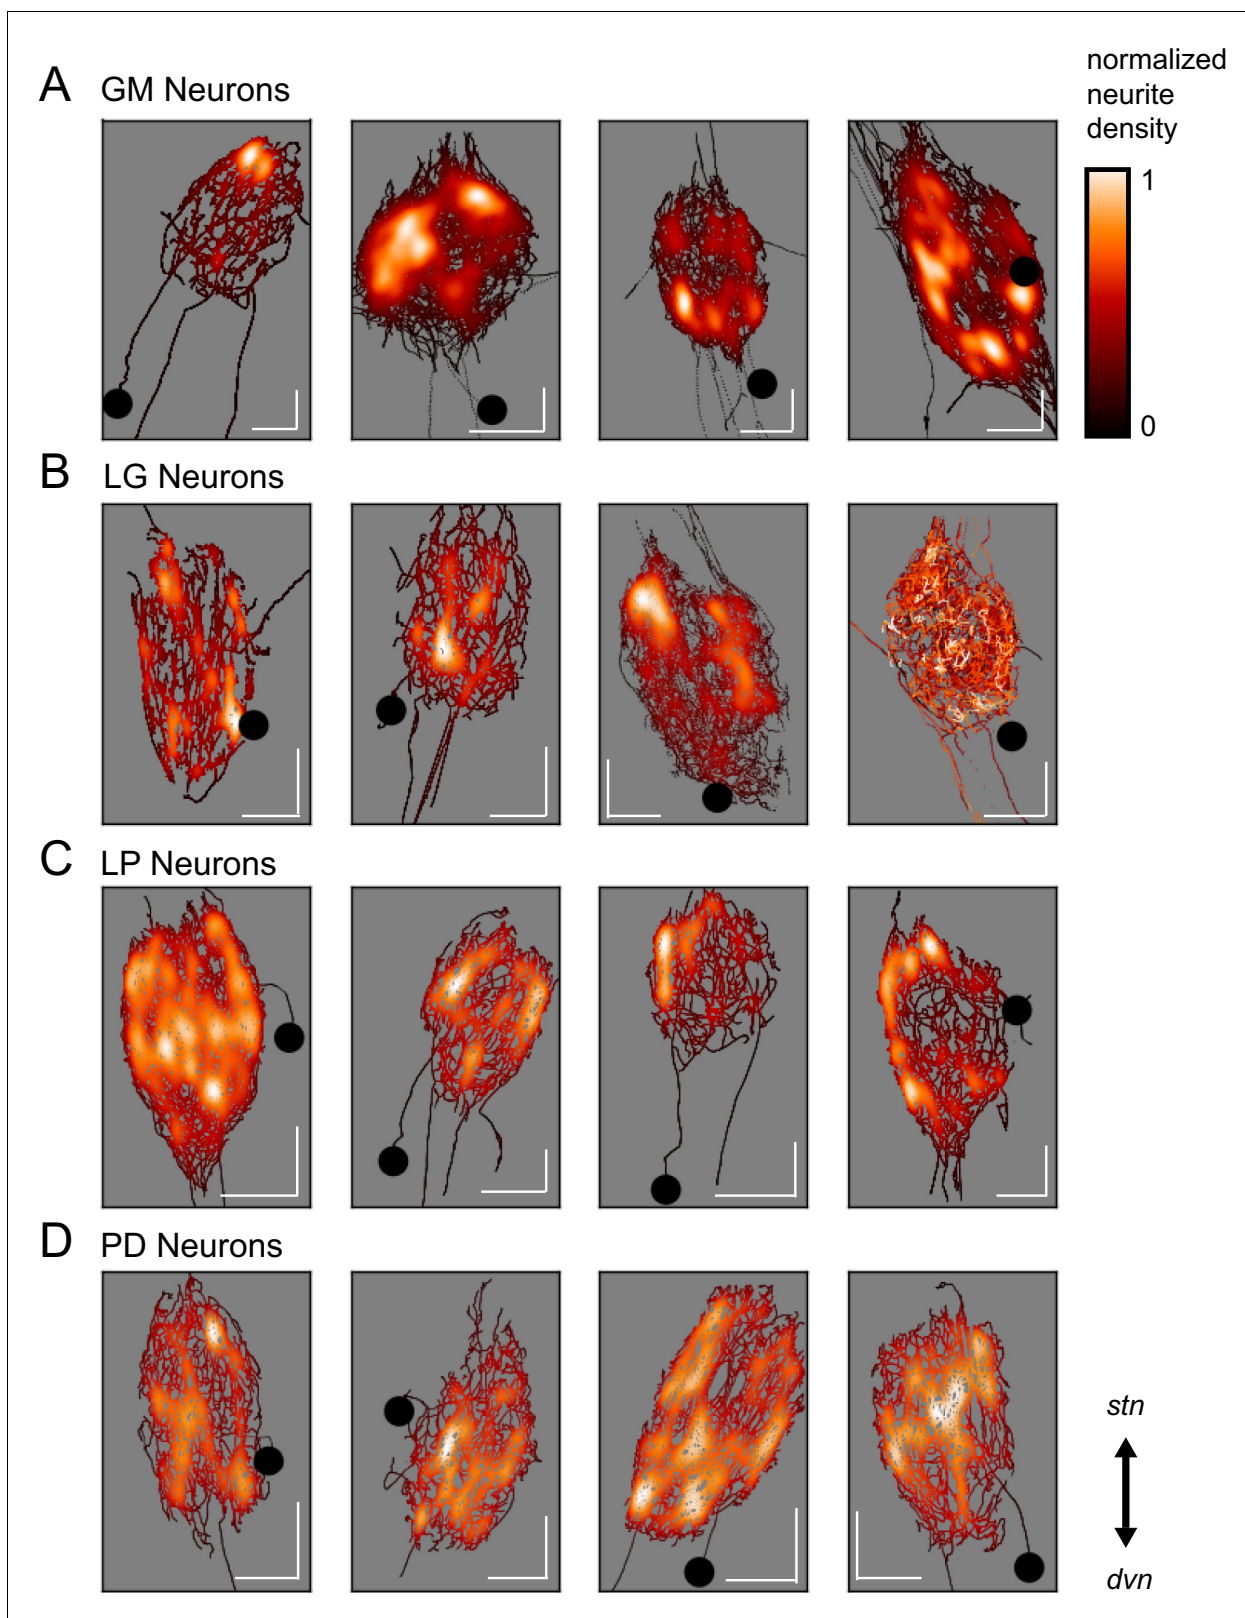 A GM Neurons
normalized
neurite
density
1
0
B LG Neurons
C LP Neurons
D PD Neurons
stn
dvn